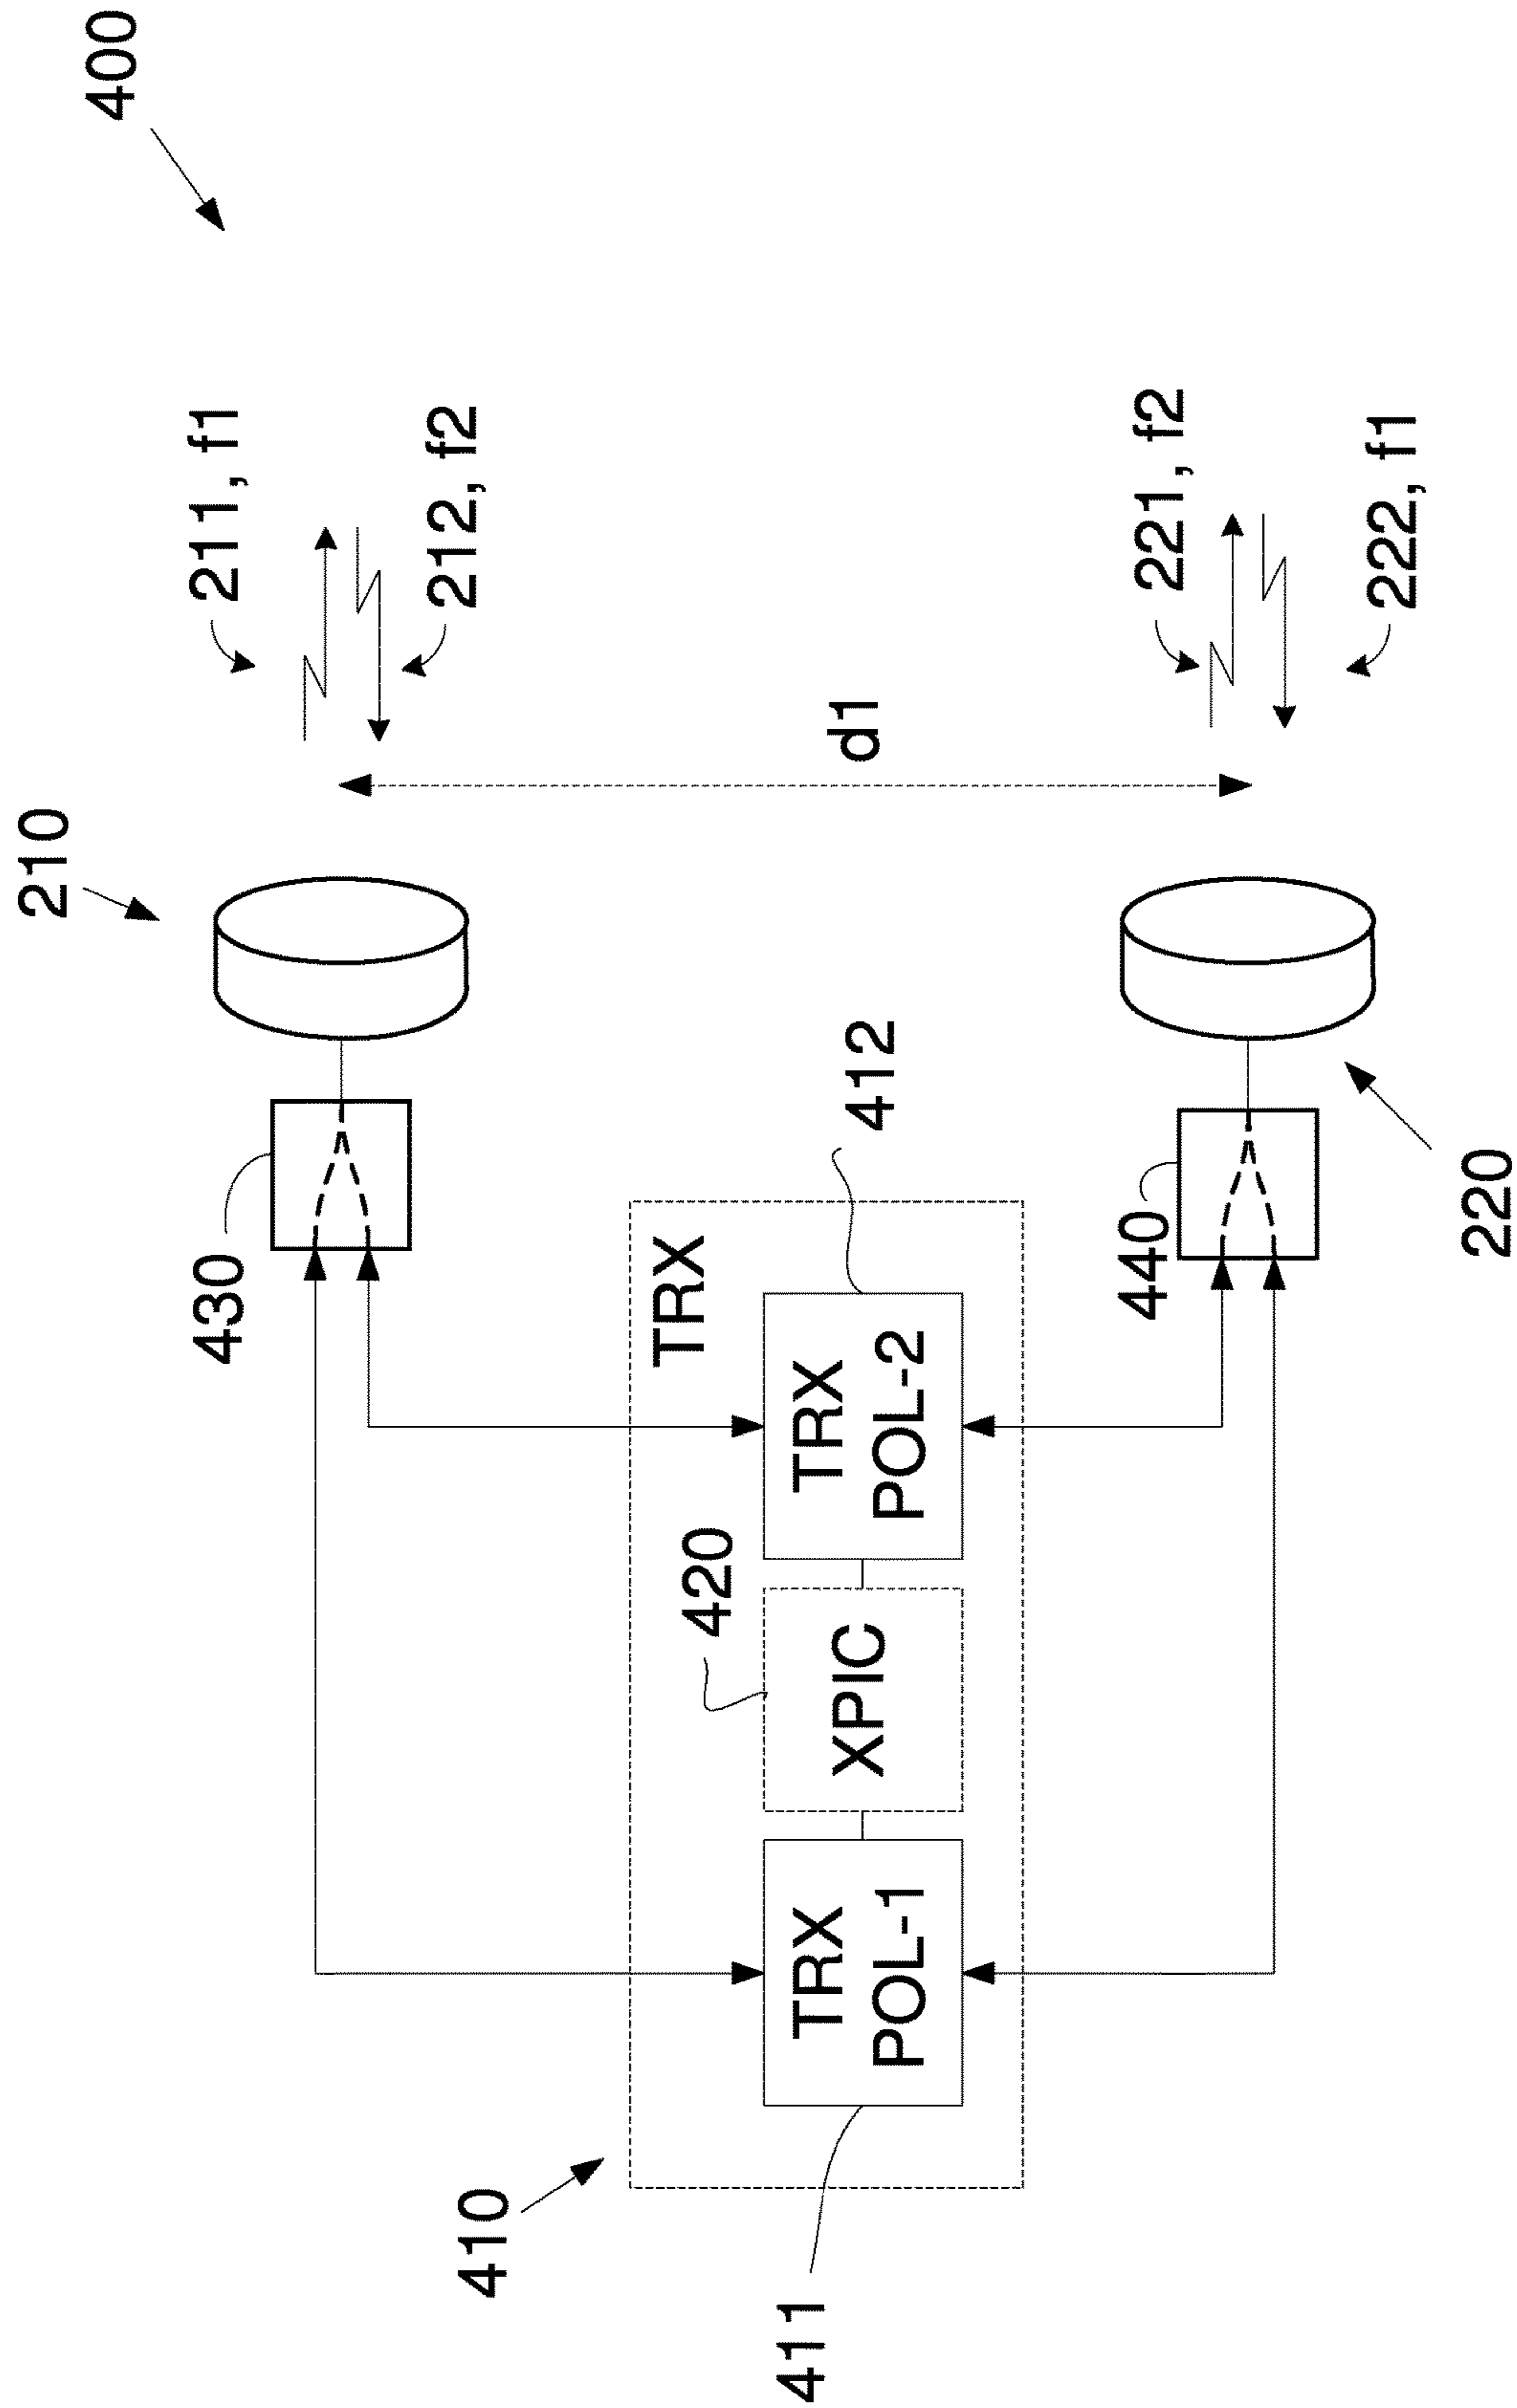 210
400
430
211, f1
410
212, f2
420
TRX
411
TRX
POL-1
XPIC
TRX
POL-2
412
d1
440
221, f2
222, f1
220